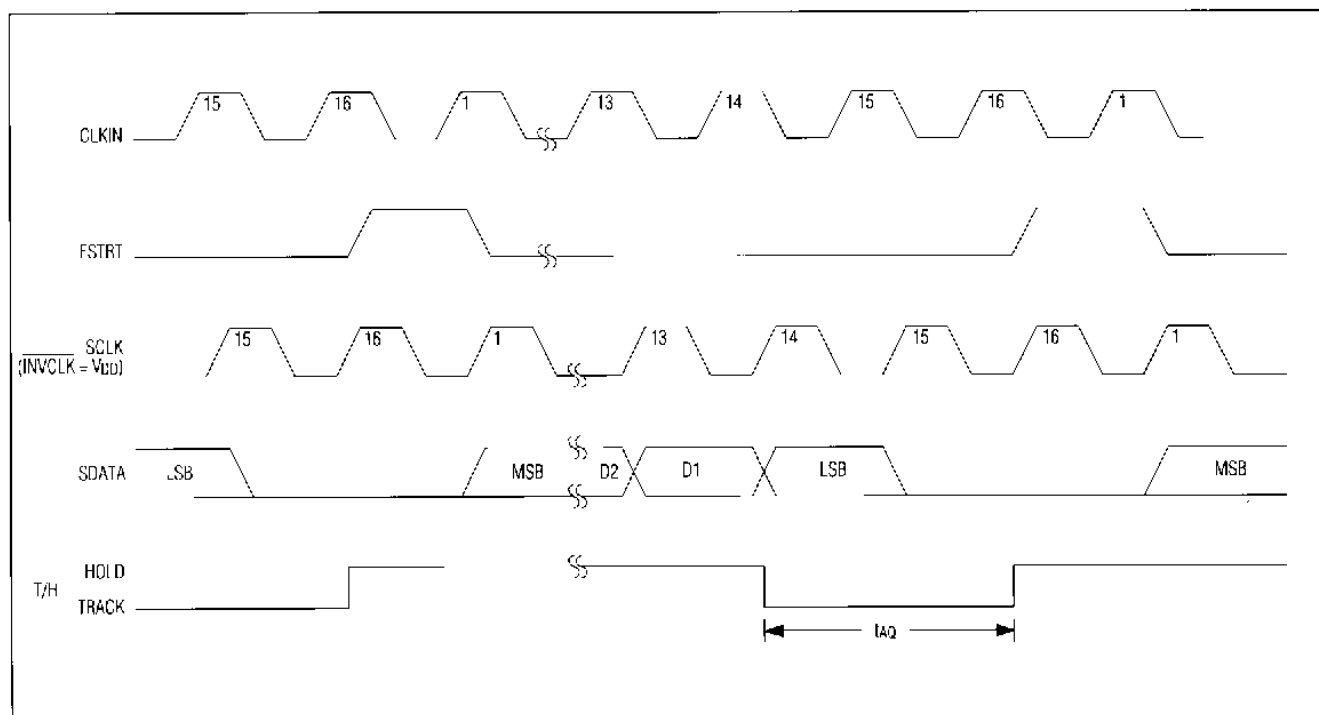 15 16 1 13 14 15 16 1
CLKIN
FSTRT
15 16 1 13 14 15 16 1
SCLK
(INVCLK = VDD)
SDATA LSB MSB D2 D1 LSB MSB
HOLD
T/H
TRACK
tAQ